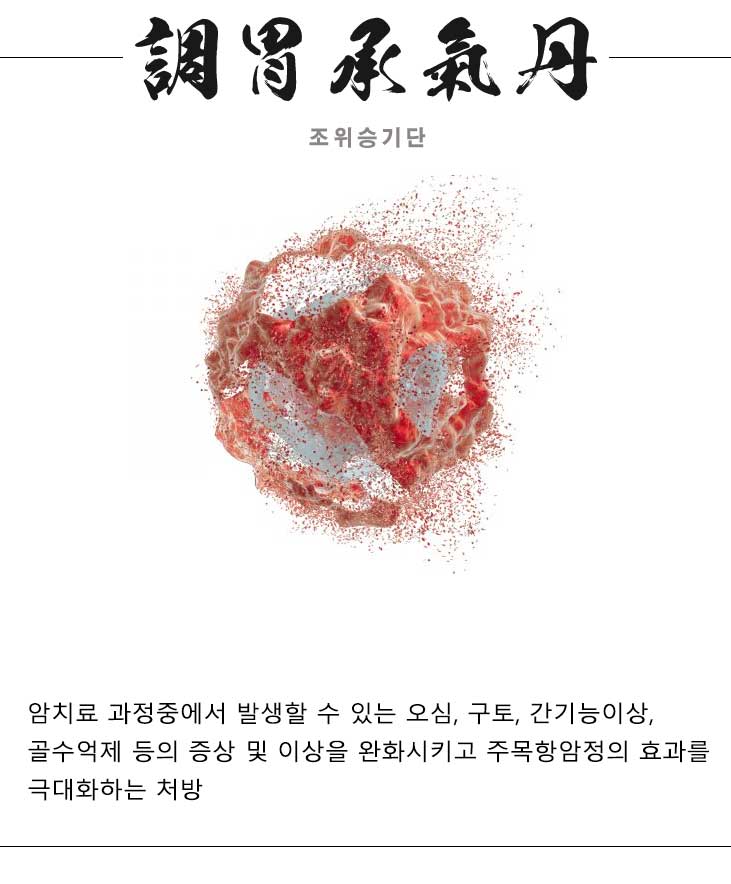 調胃承氣丹
조위승기단
암치료 과정중에서 발생할 수 있는 오심, 구토, 간기능이상,
골수억제 등의 증상 및 이상을 완화시키고 주목항암정의 효과를
극대화하는 처방